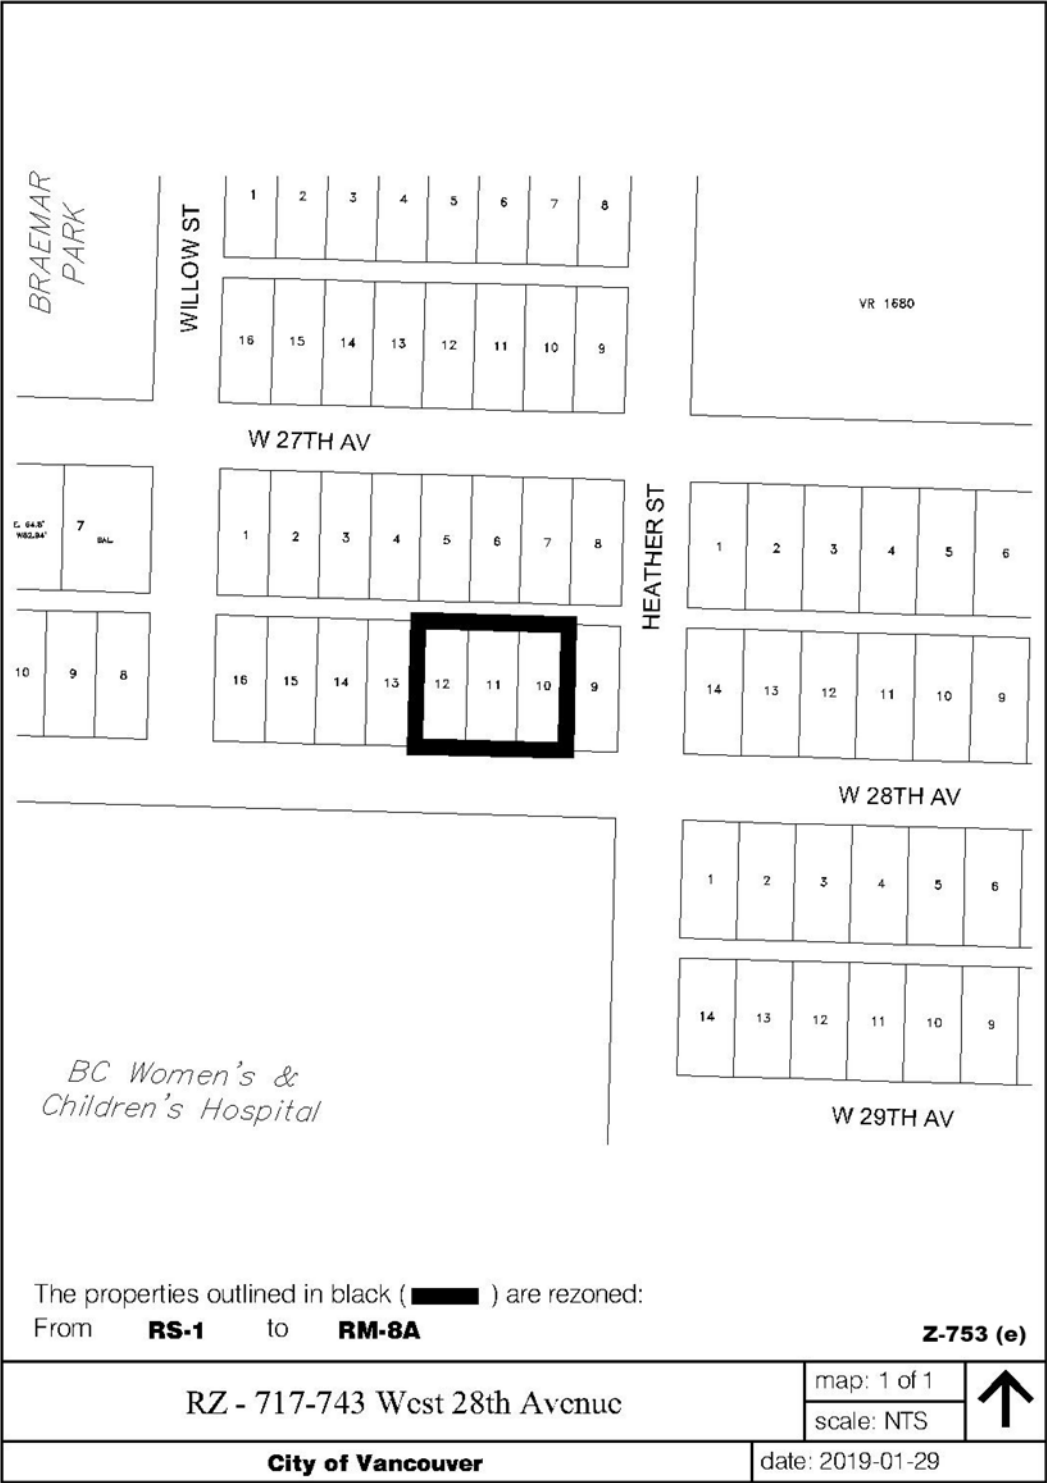 BRAEMAR
PARK
WILLOW ST
1 2 3 4 5 6 7 8
VR 1680
16 15 14 13 12 11 10 9
W 27TH AV
E. 64.5'
W62.94'
7
BAL.
1 2 3 4 5 6 7 8
HEATHER ST
1 2 3 4 5 6
10 9 8
16 15 14 13 12 11 10 9
14 13 12 11 10 9
W 28TH AV
1 2 3 4 5 6
14 13 12 11 10 9
BC Women's &
Children's Hospital
W 29TH AV
The properties outlined in black ( ) are rezoned:
From RS-1 to RM-8A
Z-753 (e)
RZ - 717-743 West 28th Avenue
map: 1 of 1
scale: NTS
City of Vancouver
date: 2019-01-29